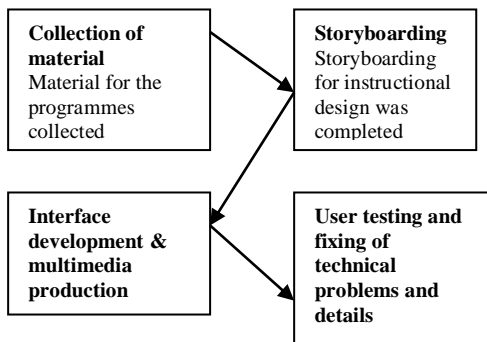 Collection of
material
Material for the
programmes
collected
Storyboarding
Storyboarding
for instructional
design was
completed
Interface
development &
multimedia
production
User testing and
fixing of
technical
problems and
details